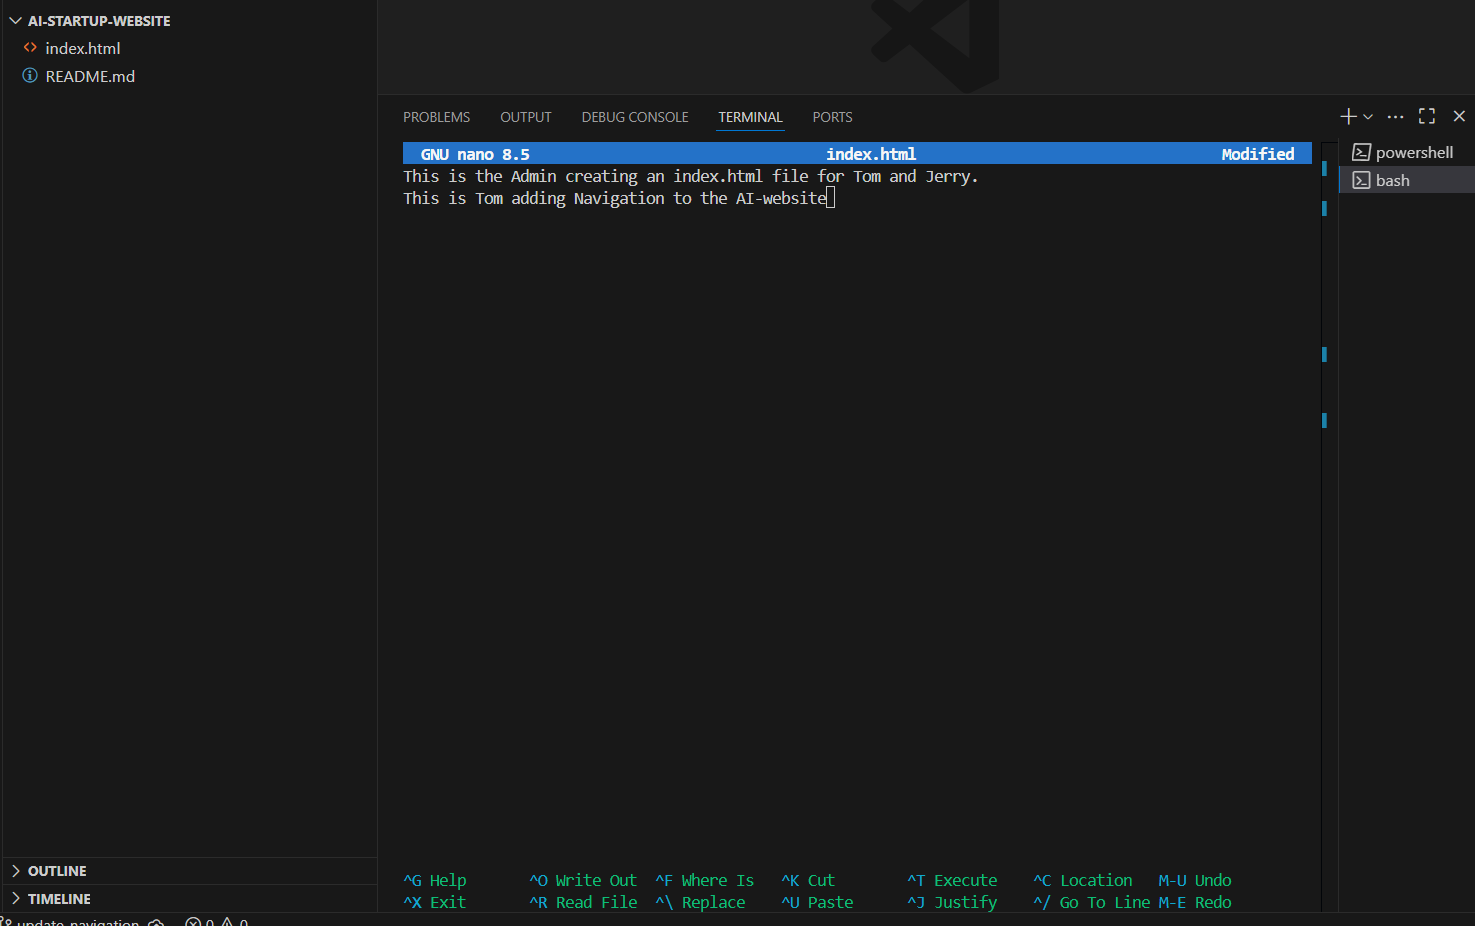 AI-STARTUP-WEBSITE
index.html
README.md
OUTLINE
TIMELINE
PROBLEMS OUTPUT DEBUG CONSOLE TERMINAL PORTS
GNU nano 8.5 index.html Modified
This is the Admin creating an index.html file for Tom and Jerry.
This is Tom adding Navigation to the AI-website
^G Help ^O Write Out ^F Where Is ^K Cut ^T Execute ^C Location M-U Undo
^X Exit ^R Read File ^\ Replace ^U Paste ^J Justify ^/ Go To Line M-E Redo
powershell
bash
update-navigation 0 0